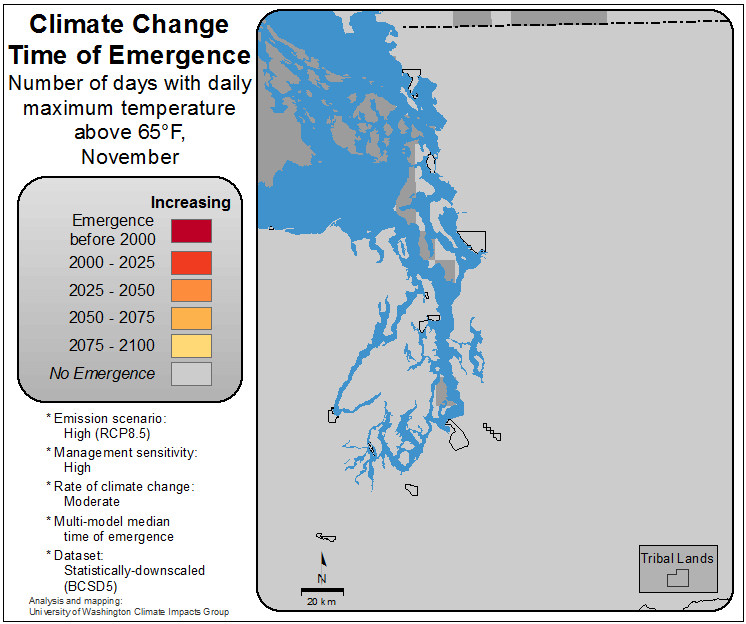 Climate Change
Time of Emergence
Number of days with daily
maximum temperature
above 65°F,
November
Increasing
Emergence
before 2000
2000 - 2025
2025 - 2050
2050 - 2075
2075 - 2100
No Emergence
* Emission scenario:
High (RCP8.5)
* Management sensitivity:
High
* Rate of climate change:
Moderate
* Multi-model median
time of emergence
* Dataset:
Statistically-downscaled
(BCSD5)
Analysis and mapping:
University of Washington Climate Impacts Group
N
20 km
Tribal Lands